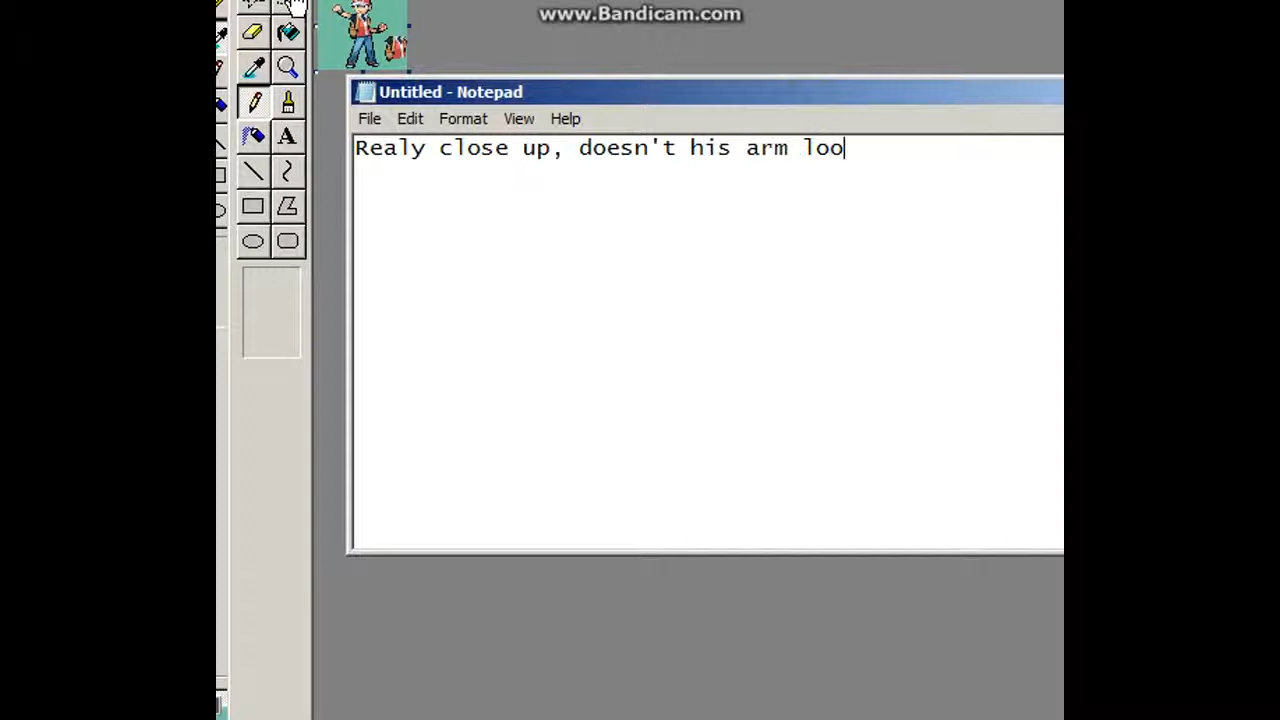 www.Bandicam.com
Untitled - Notepad
File Edit Format View Help
Realy close up, doesn't his arm loo
A